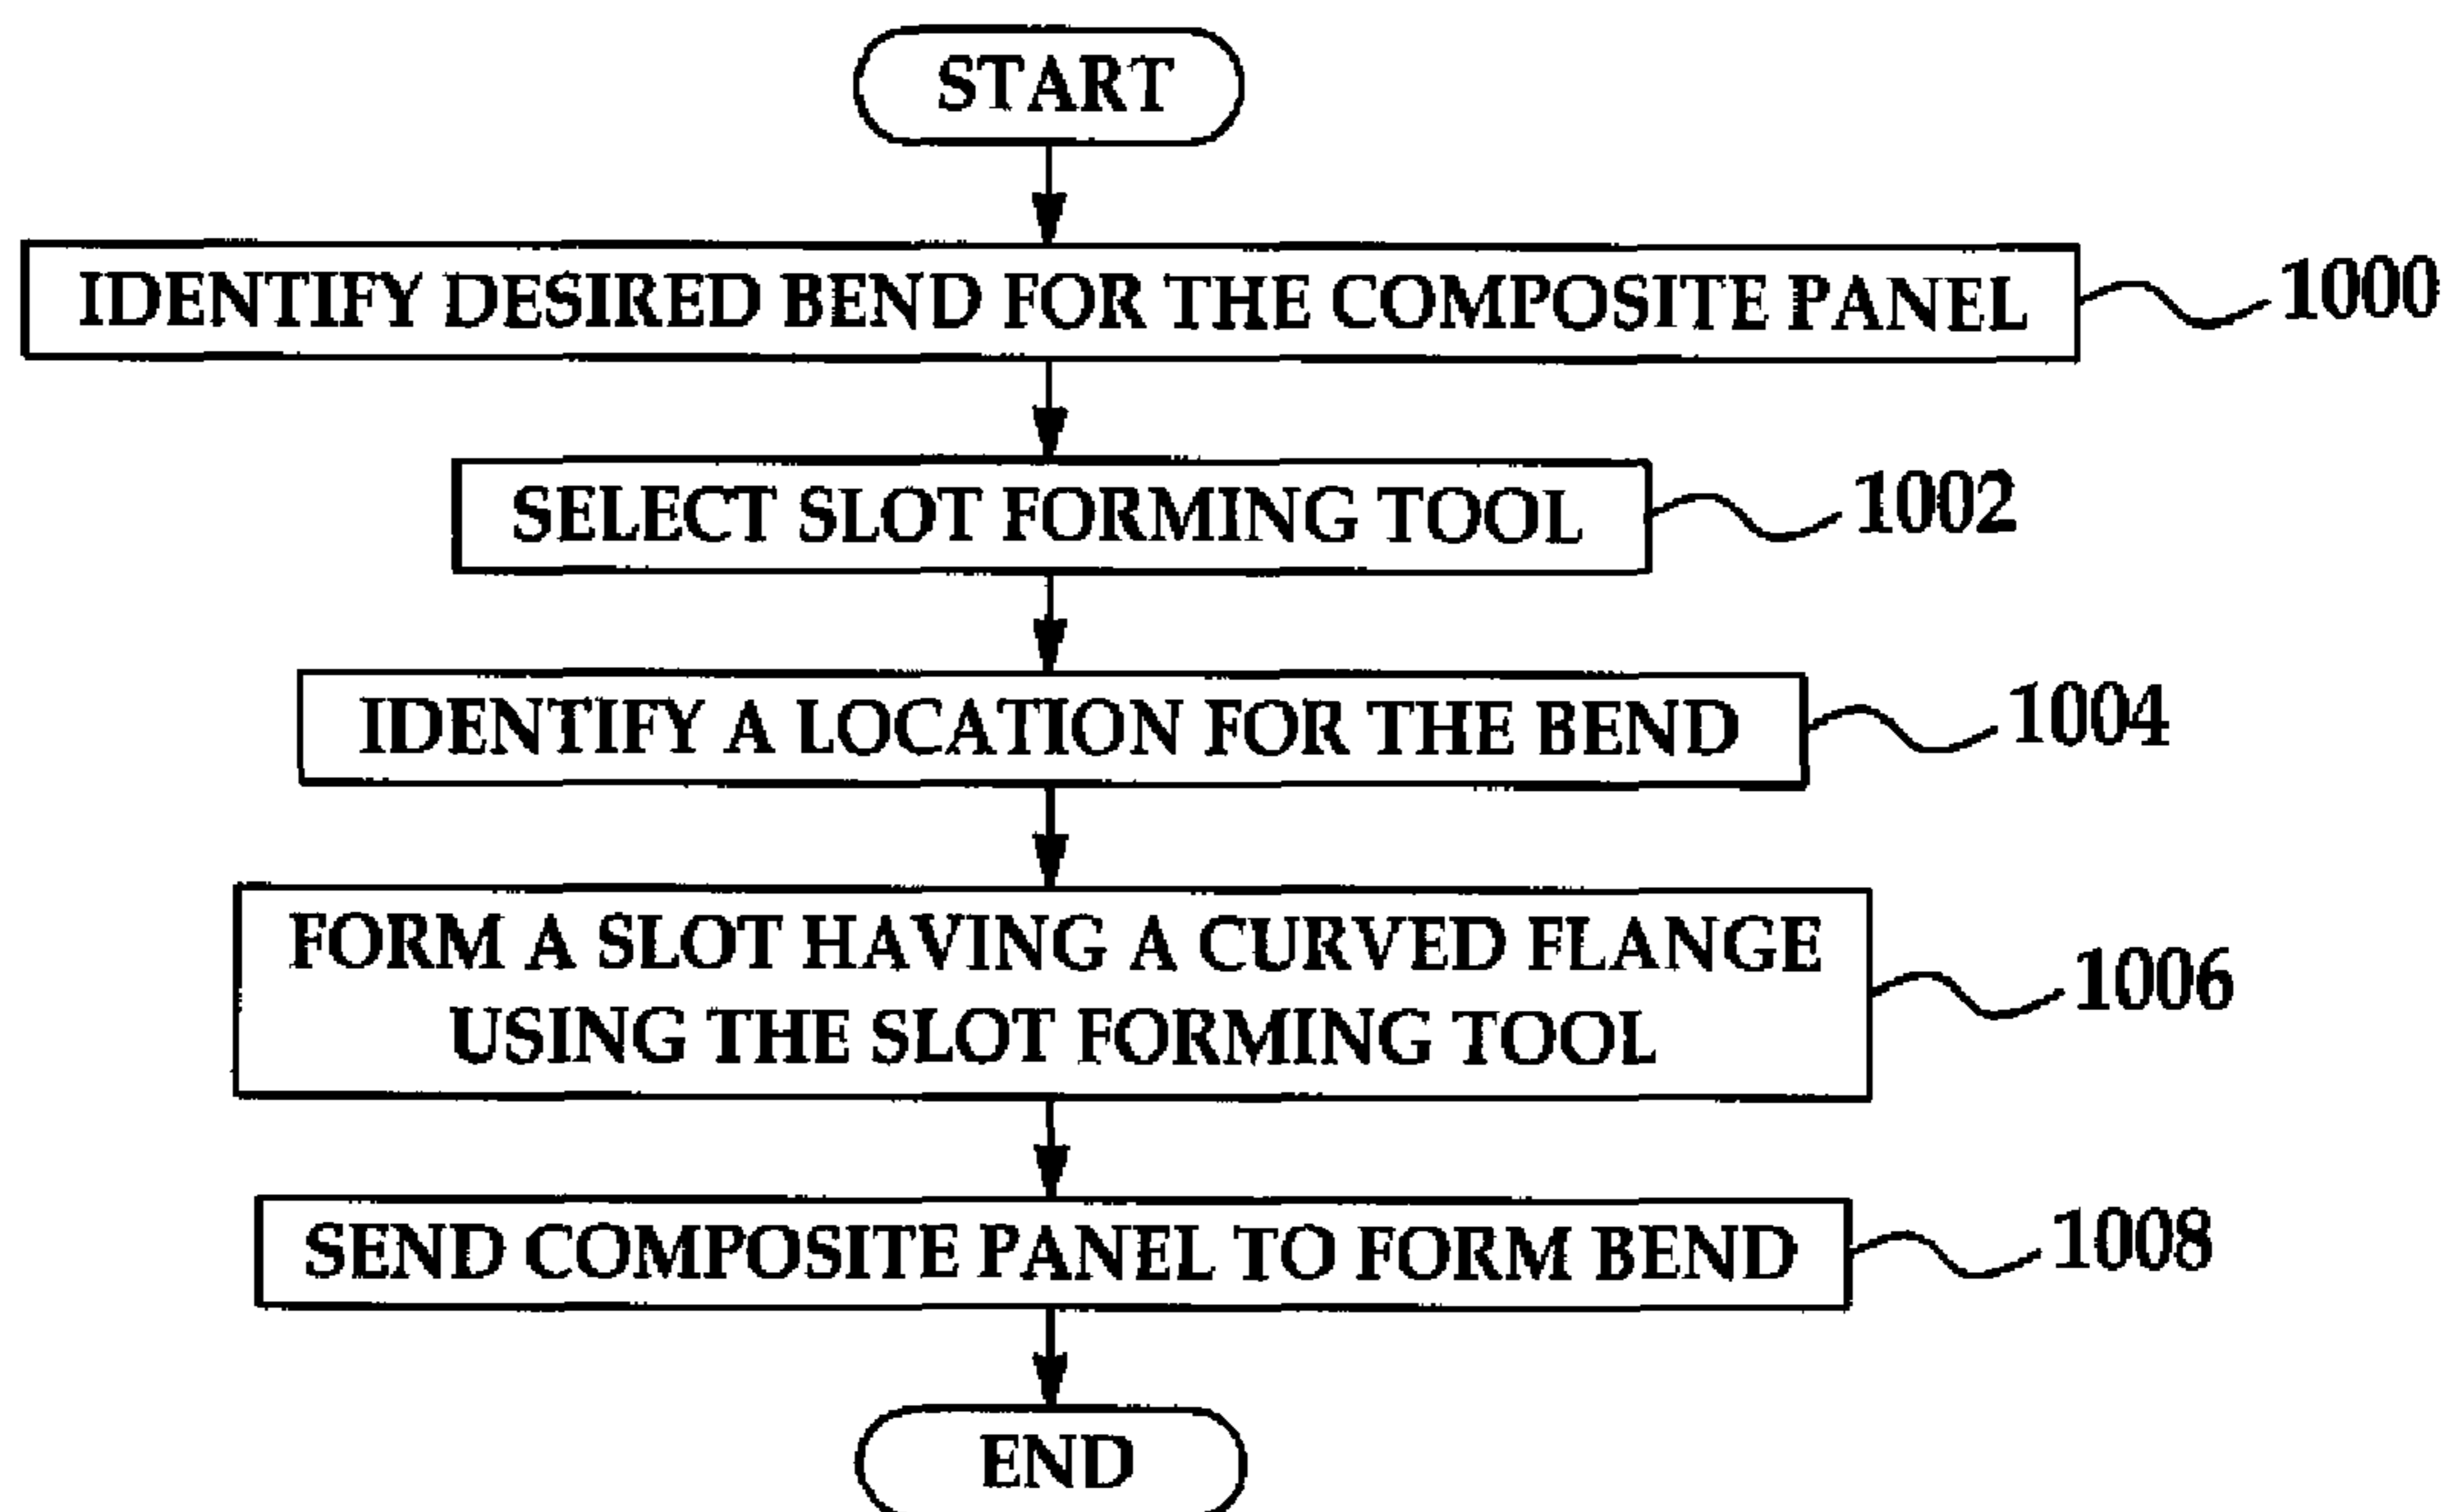 START
IDENTIFY DESIRED BEND FOR THE COMPOSITE PANEL
1000
SELECT SLOT FORMING TOOL
1002
IDENTIFY A LOCATION FOR THE BEND
1004
FORM A SLOT HAVING A CURVED FLANGE
USING THE SLOT FORMING TOOL
1006
SEND COMPOSITE PANEL TO FORM BEND
1008
END